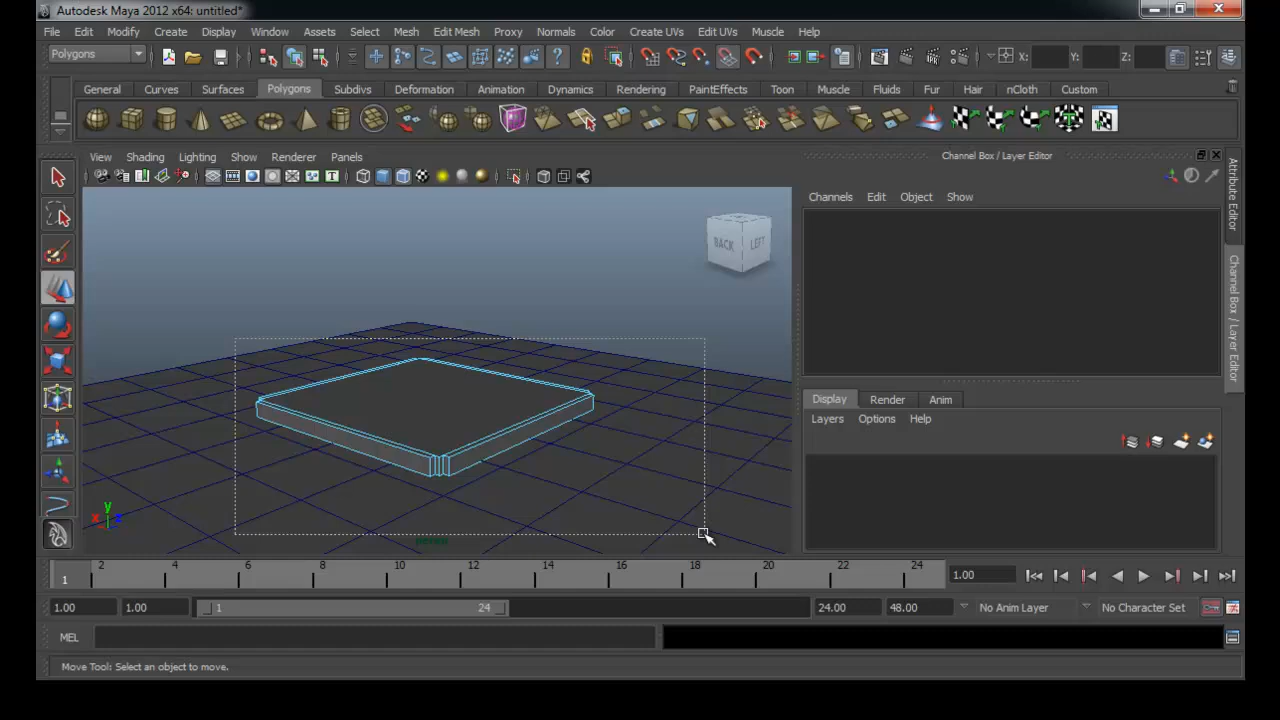 Autodesk Maya 2012 x64: untitled*
File Edit Modify Create Display Window Assets Select Mesh Edit Mesh Proxy Normals Color Create UVs Edit UVs Muscle Help
Polygons X: Y: Z:
General Curves Surfaces Polygons Subdivs Deformation Animation Dynamics Rendering PaintEffects Toon Muscle Fluids Fur Hair nCloth Custom
View Shading Lighting Show Renderer Panels
Channel Box / Layer Editor
Channels Edit Object Show
BACK LEFT
Attribute Editor
Channel Box / Layer Editor
Display Render Anim
Layers Options Help
y
x z
persp
1 2 4 6 8 10 12 14 16 18 20 22 24 1.00
1.00 1.00 1 24 24.00 48.00 No Anim Layer No Character Set
MEL
Move Tool: Select an object to move.